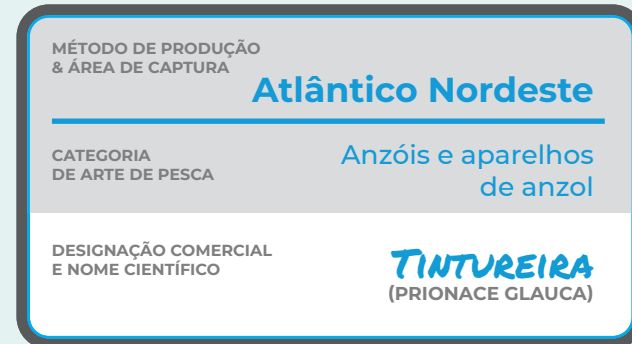 MÉTODO DE PRODUÇÃO
& ÁREA DE CAPTURA
Atlântico Nordeste
CATEGORIA
DE ARTE DE PESCA
Anzóis e aparelhos
de anzol
DESIGNAÇÃO COMERCIAL
E NOME CIENTÍFICO
TINTUREIRA
(PRIONACE GLAUCA)